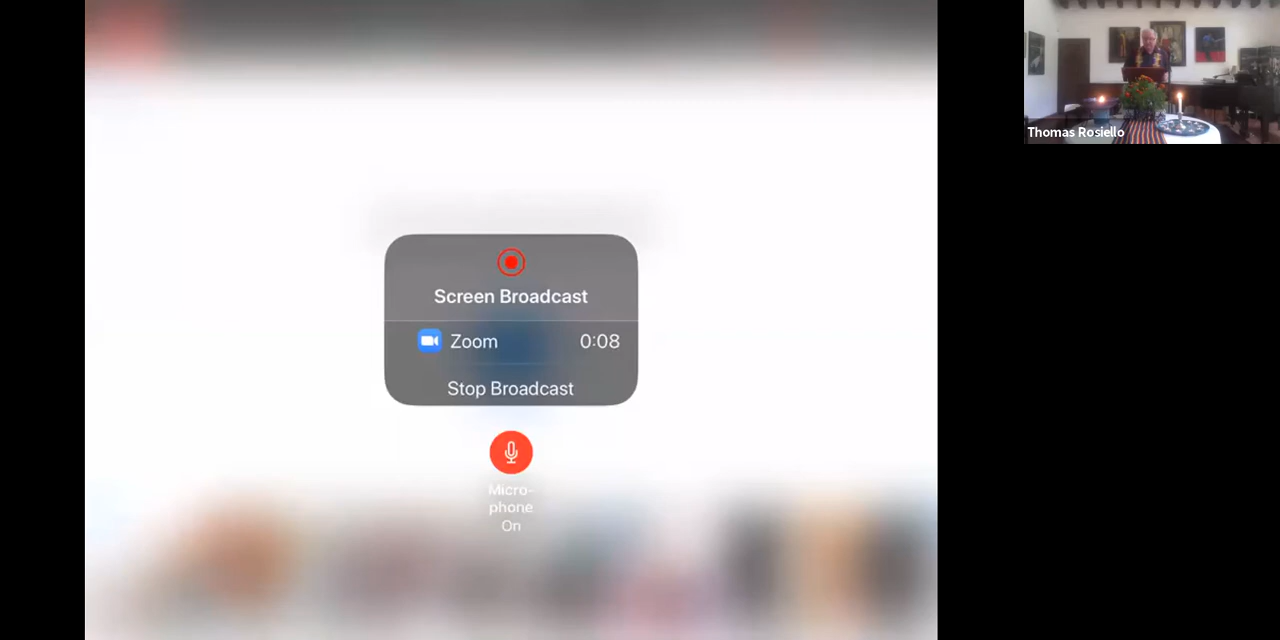 Screen Broadcast
Zoom 0:08
Stop Broadcast
Micro-
phone
On
Thomas Rosiello